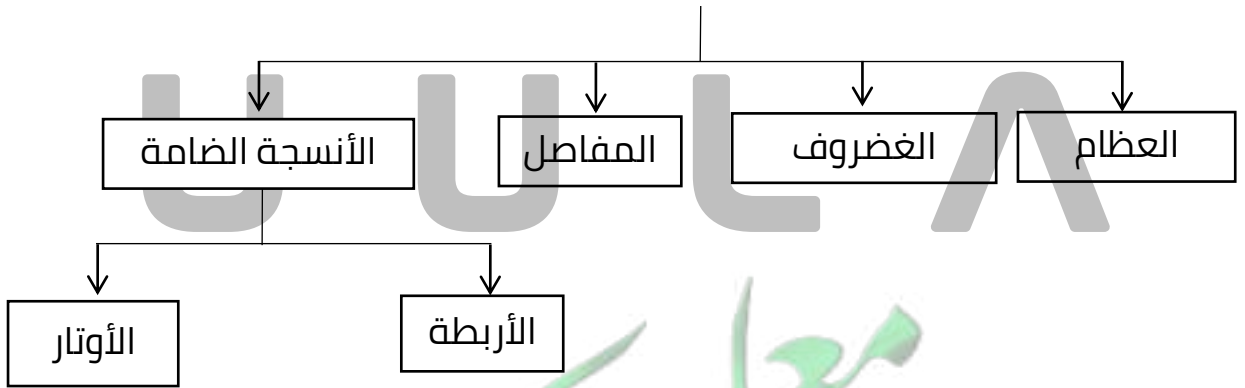 العظام
الغضروف
المفاصل
الأنسجة الضامة
الأربطة
الأوتار
U U L A